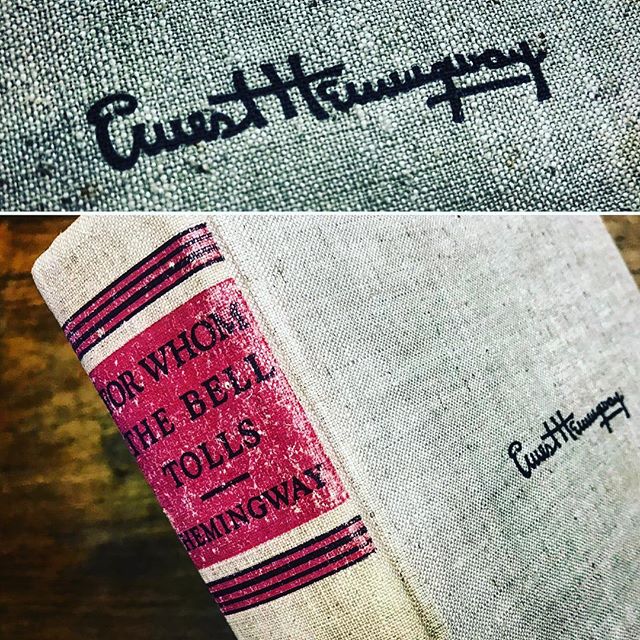 Ernest Hemingway
FOR WHOM
THE BELL
TOLLS
HEMINGWAY
Ernest Hemingway